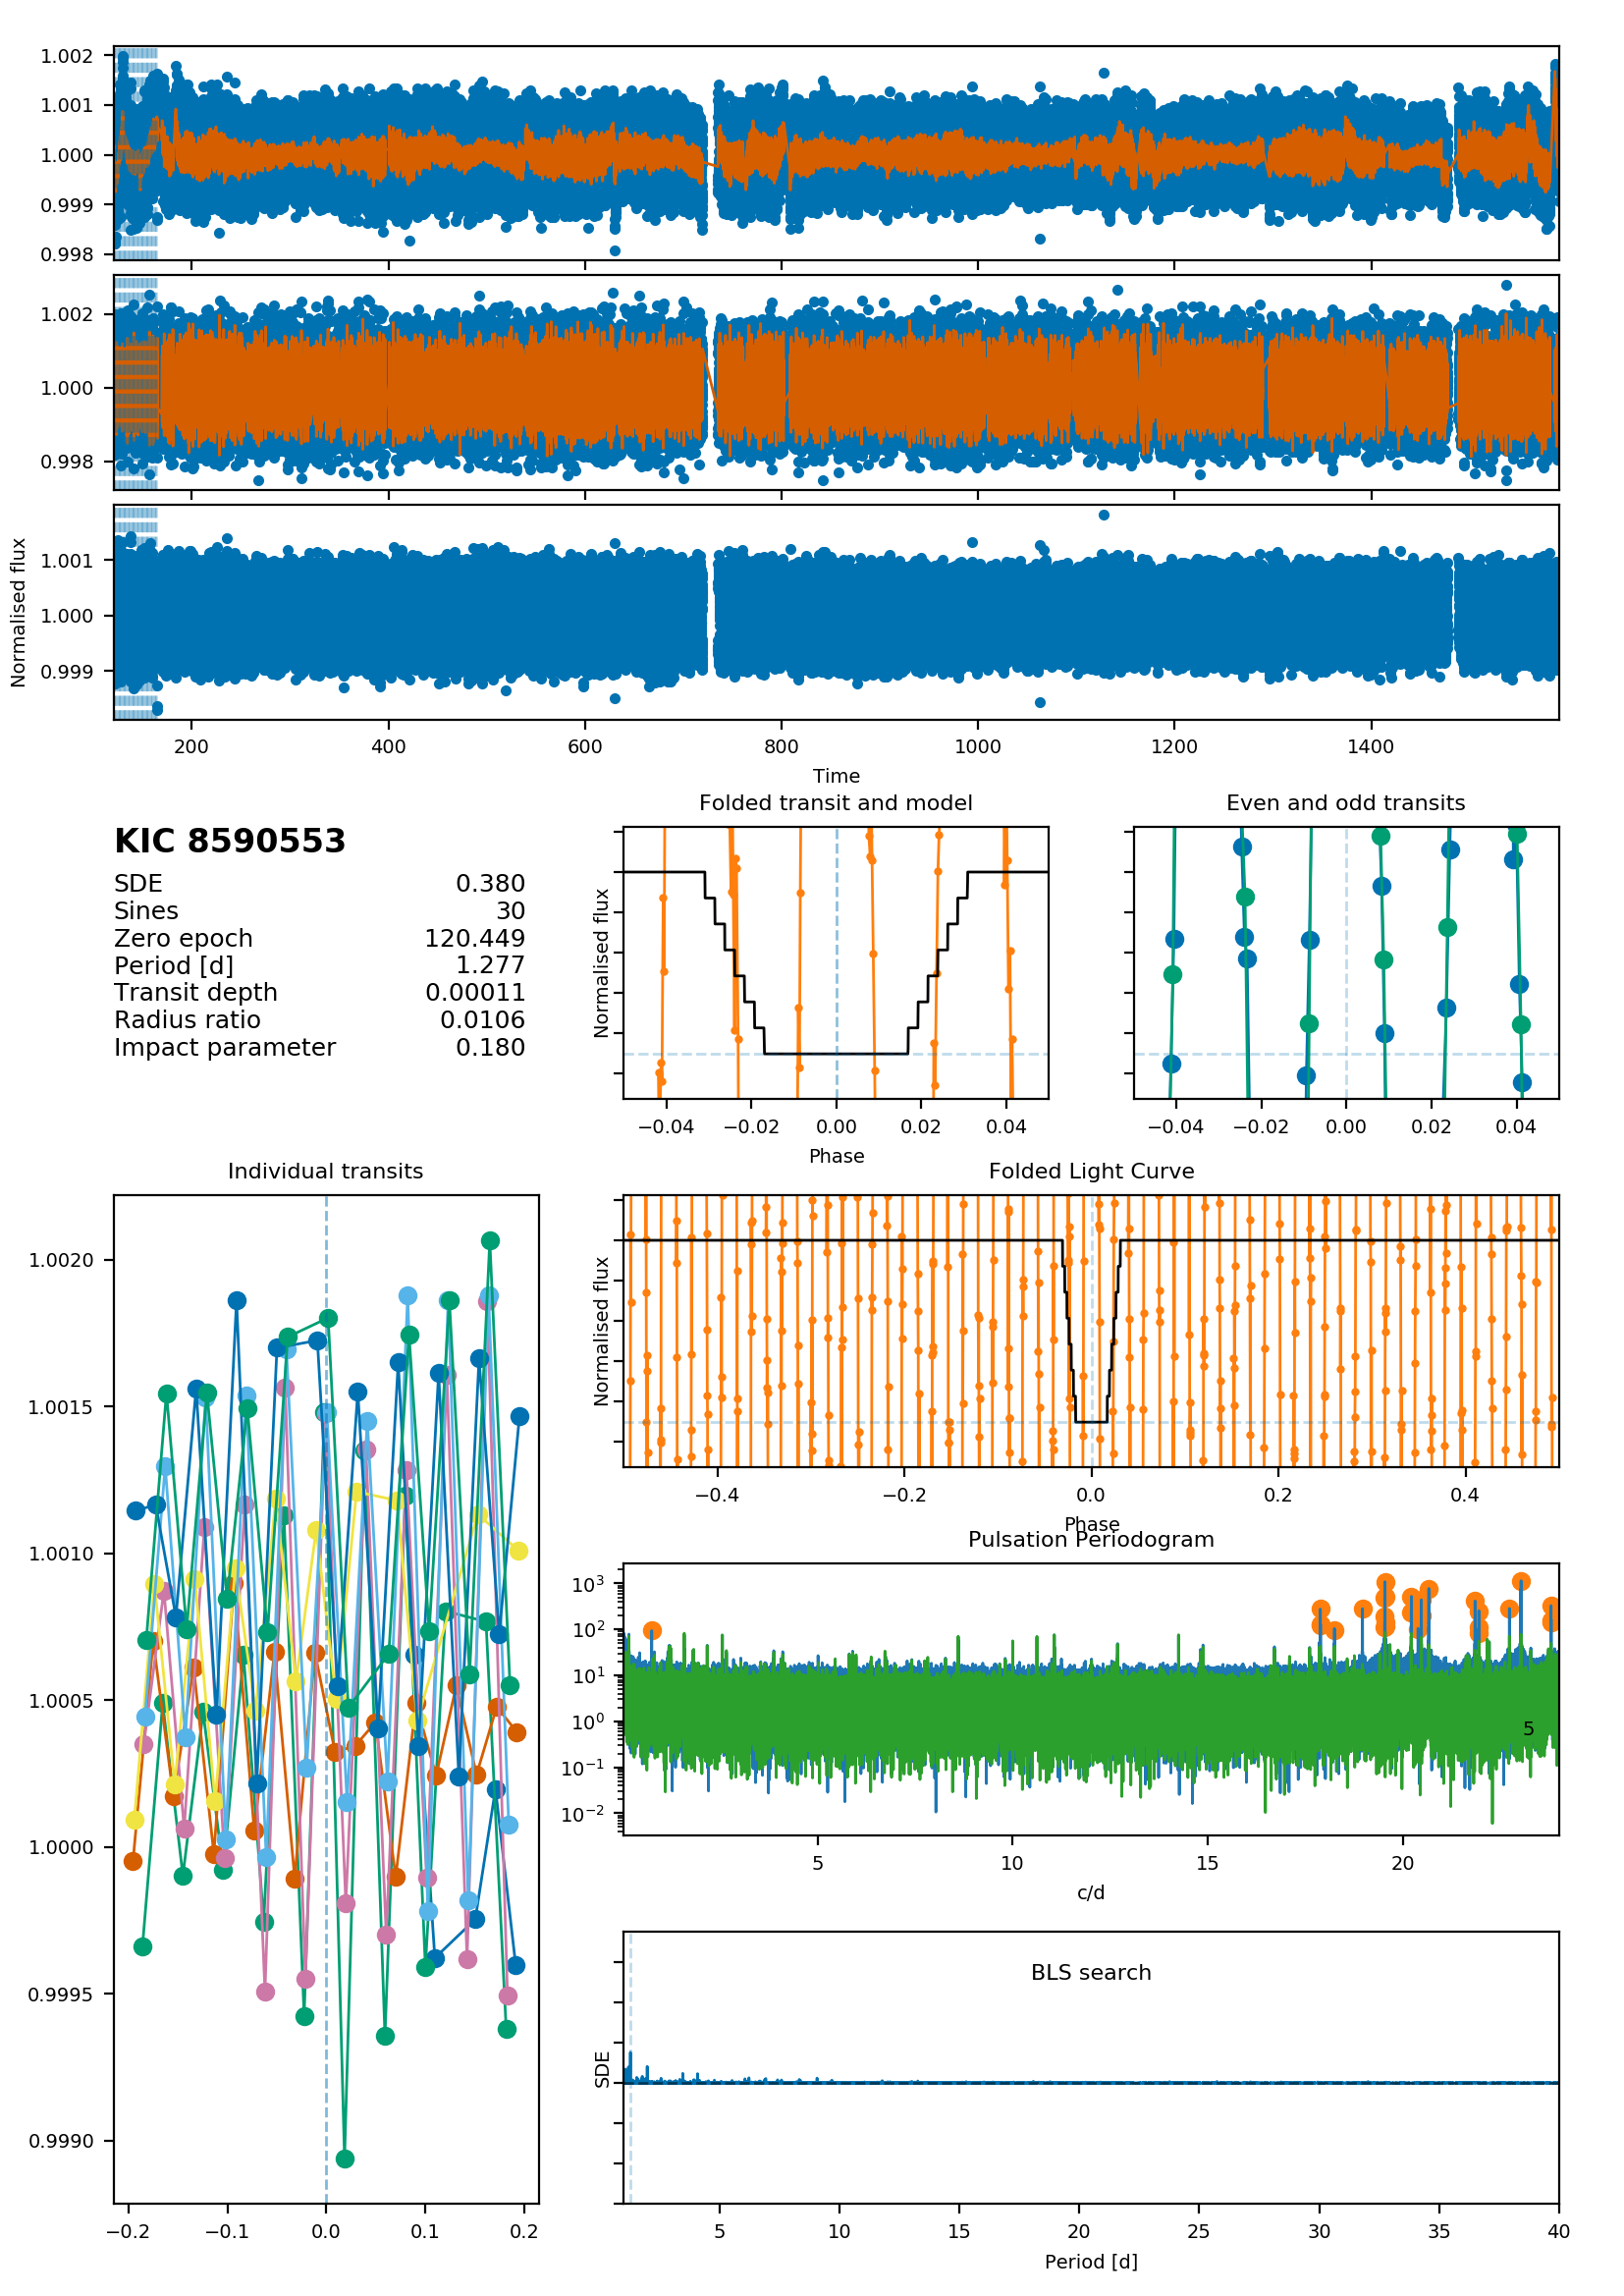 1.002
1.001
1.000
0.999
0.998
1.002
1.000
0.998
1.001
1.000
0.999
Normalised flux
200 400 600 800 1000 1200 1400
Time
KIC 8590553
SDE 0.380
Sines 30
Zero epoch 120.449
Period [d] 1.277
Transit depth 0.00011
Radius ratio 0.0106
Impact parameter 0.180
Folded transit and model
Normalised flux
−0.04 −0.02 0.00 0.02 0.04
Phase
Even and odd transits
−0.04 −0.02 0.00 0.02 0.04
Individual transits
1.0020
1.0015
1.0010
1.0005
1.0000
0.9995
0.9990
−0.2 −0.1 0.0 0.1 0.2
Folded Light Curve
Normalised flux
−0.4 −0.2 0.0 0.2 0.4
Phase
Pulsation Periodogram
10³
10²
10¹
10⁰
10⁻¹
10⁻²
5
5 10 15 20
c/d
BLS search
SDE
5 10 15 20 25 30 35 40
Period [d]